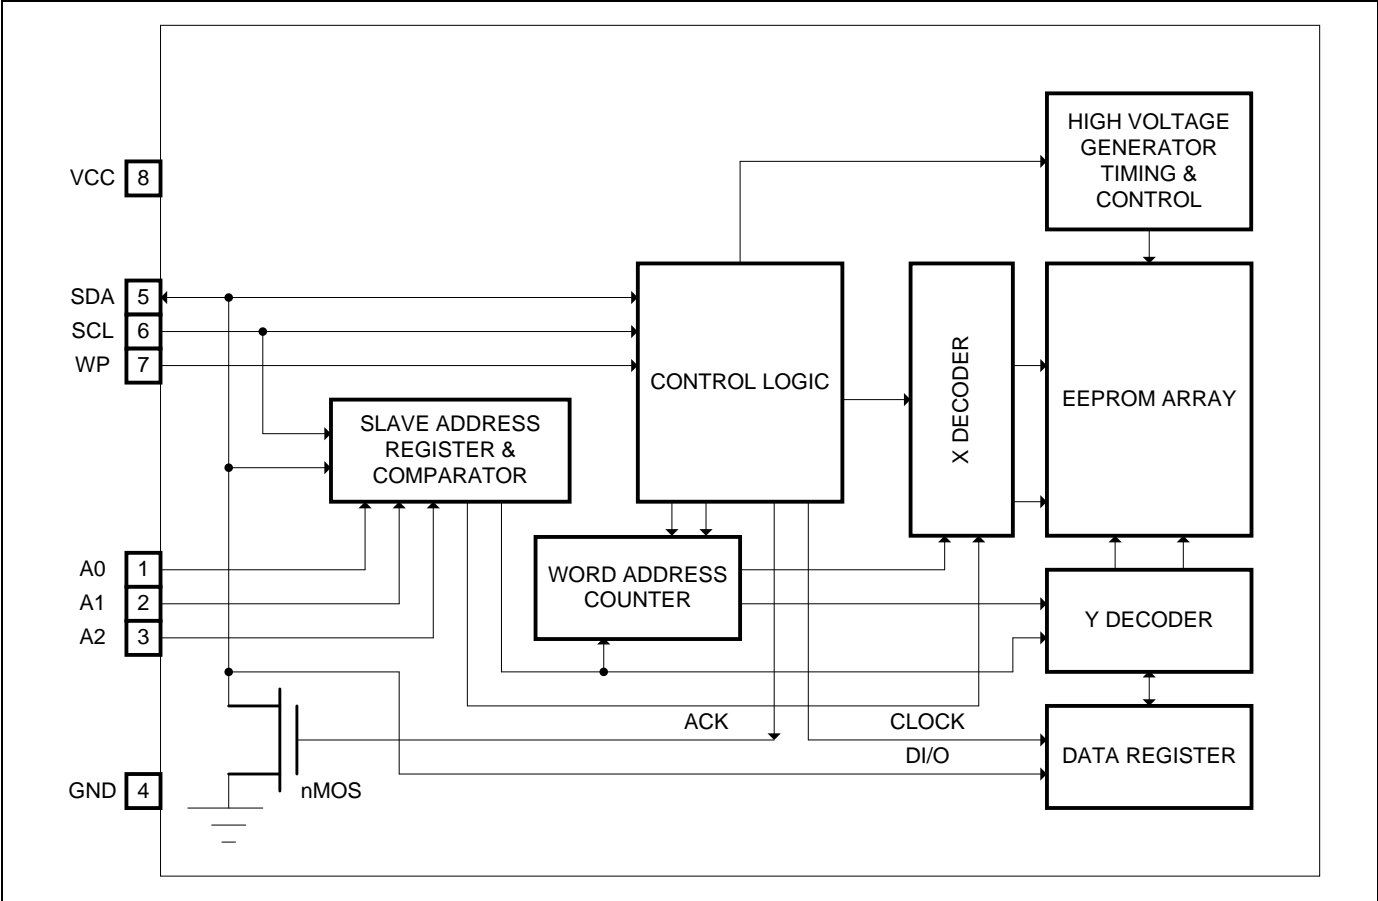 HIGH VOLTAGE
GENERATOR
TIMING &
CONTROL
VCC 8
SDA 5
SCL 6
WP 7
CONTROL LOGIC
X DECODER
EEPROM ARRAY
SLAVE ADDRESS
REGISTER &
COMPARATOR
A0 1
A1 2
A2 3
WORD ADDRESS
COUNTER
Y DECODER
ACK
CLOCK
DI/O
DATA REGISTER
GND 4
nMOS